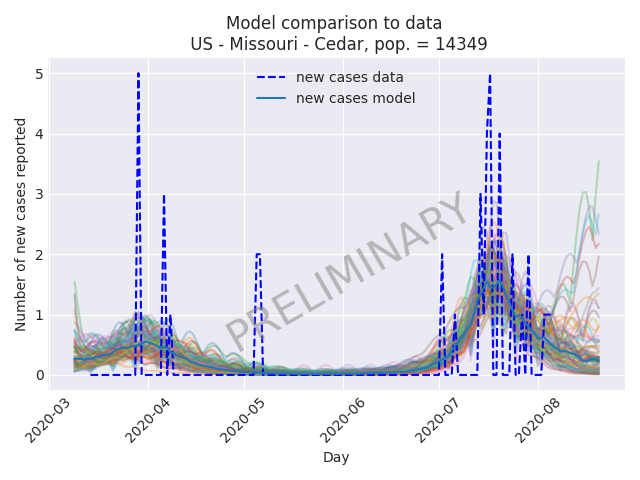 Model comparison to data
US - Missouri - Cedar, pop. = 14349
new cases data
new cases model
PRELIMINARY
Number of new cases reported
5
4
3
2
1
0
2020-03
2020-04
2020-05
2020-06
2020-07
2020-08
Day